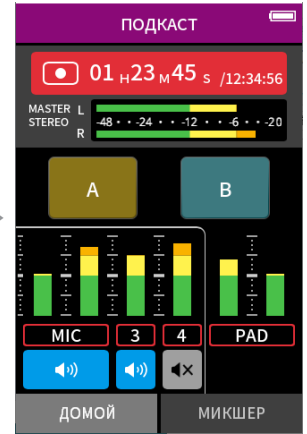 ПОДКАСТ
01 H 23 M 45 S /12:34:56
MASTER L
STEREO -48 • • -24 • • -12 • • -6 • • -20
R
A B
MIC 3 4 PAD
ДОМОЙ МИКШЕР